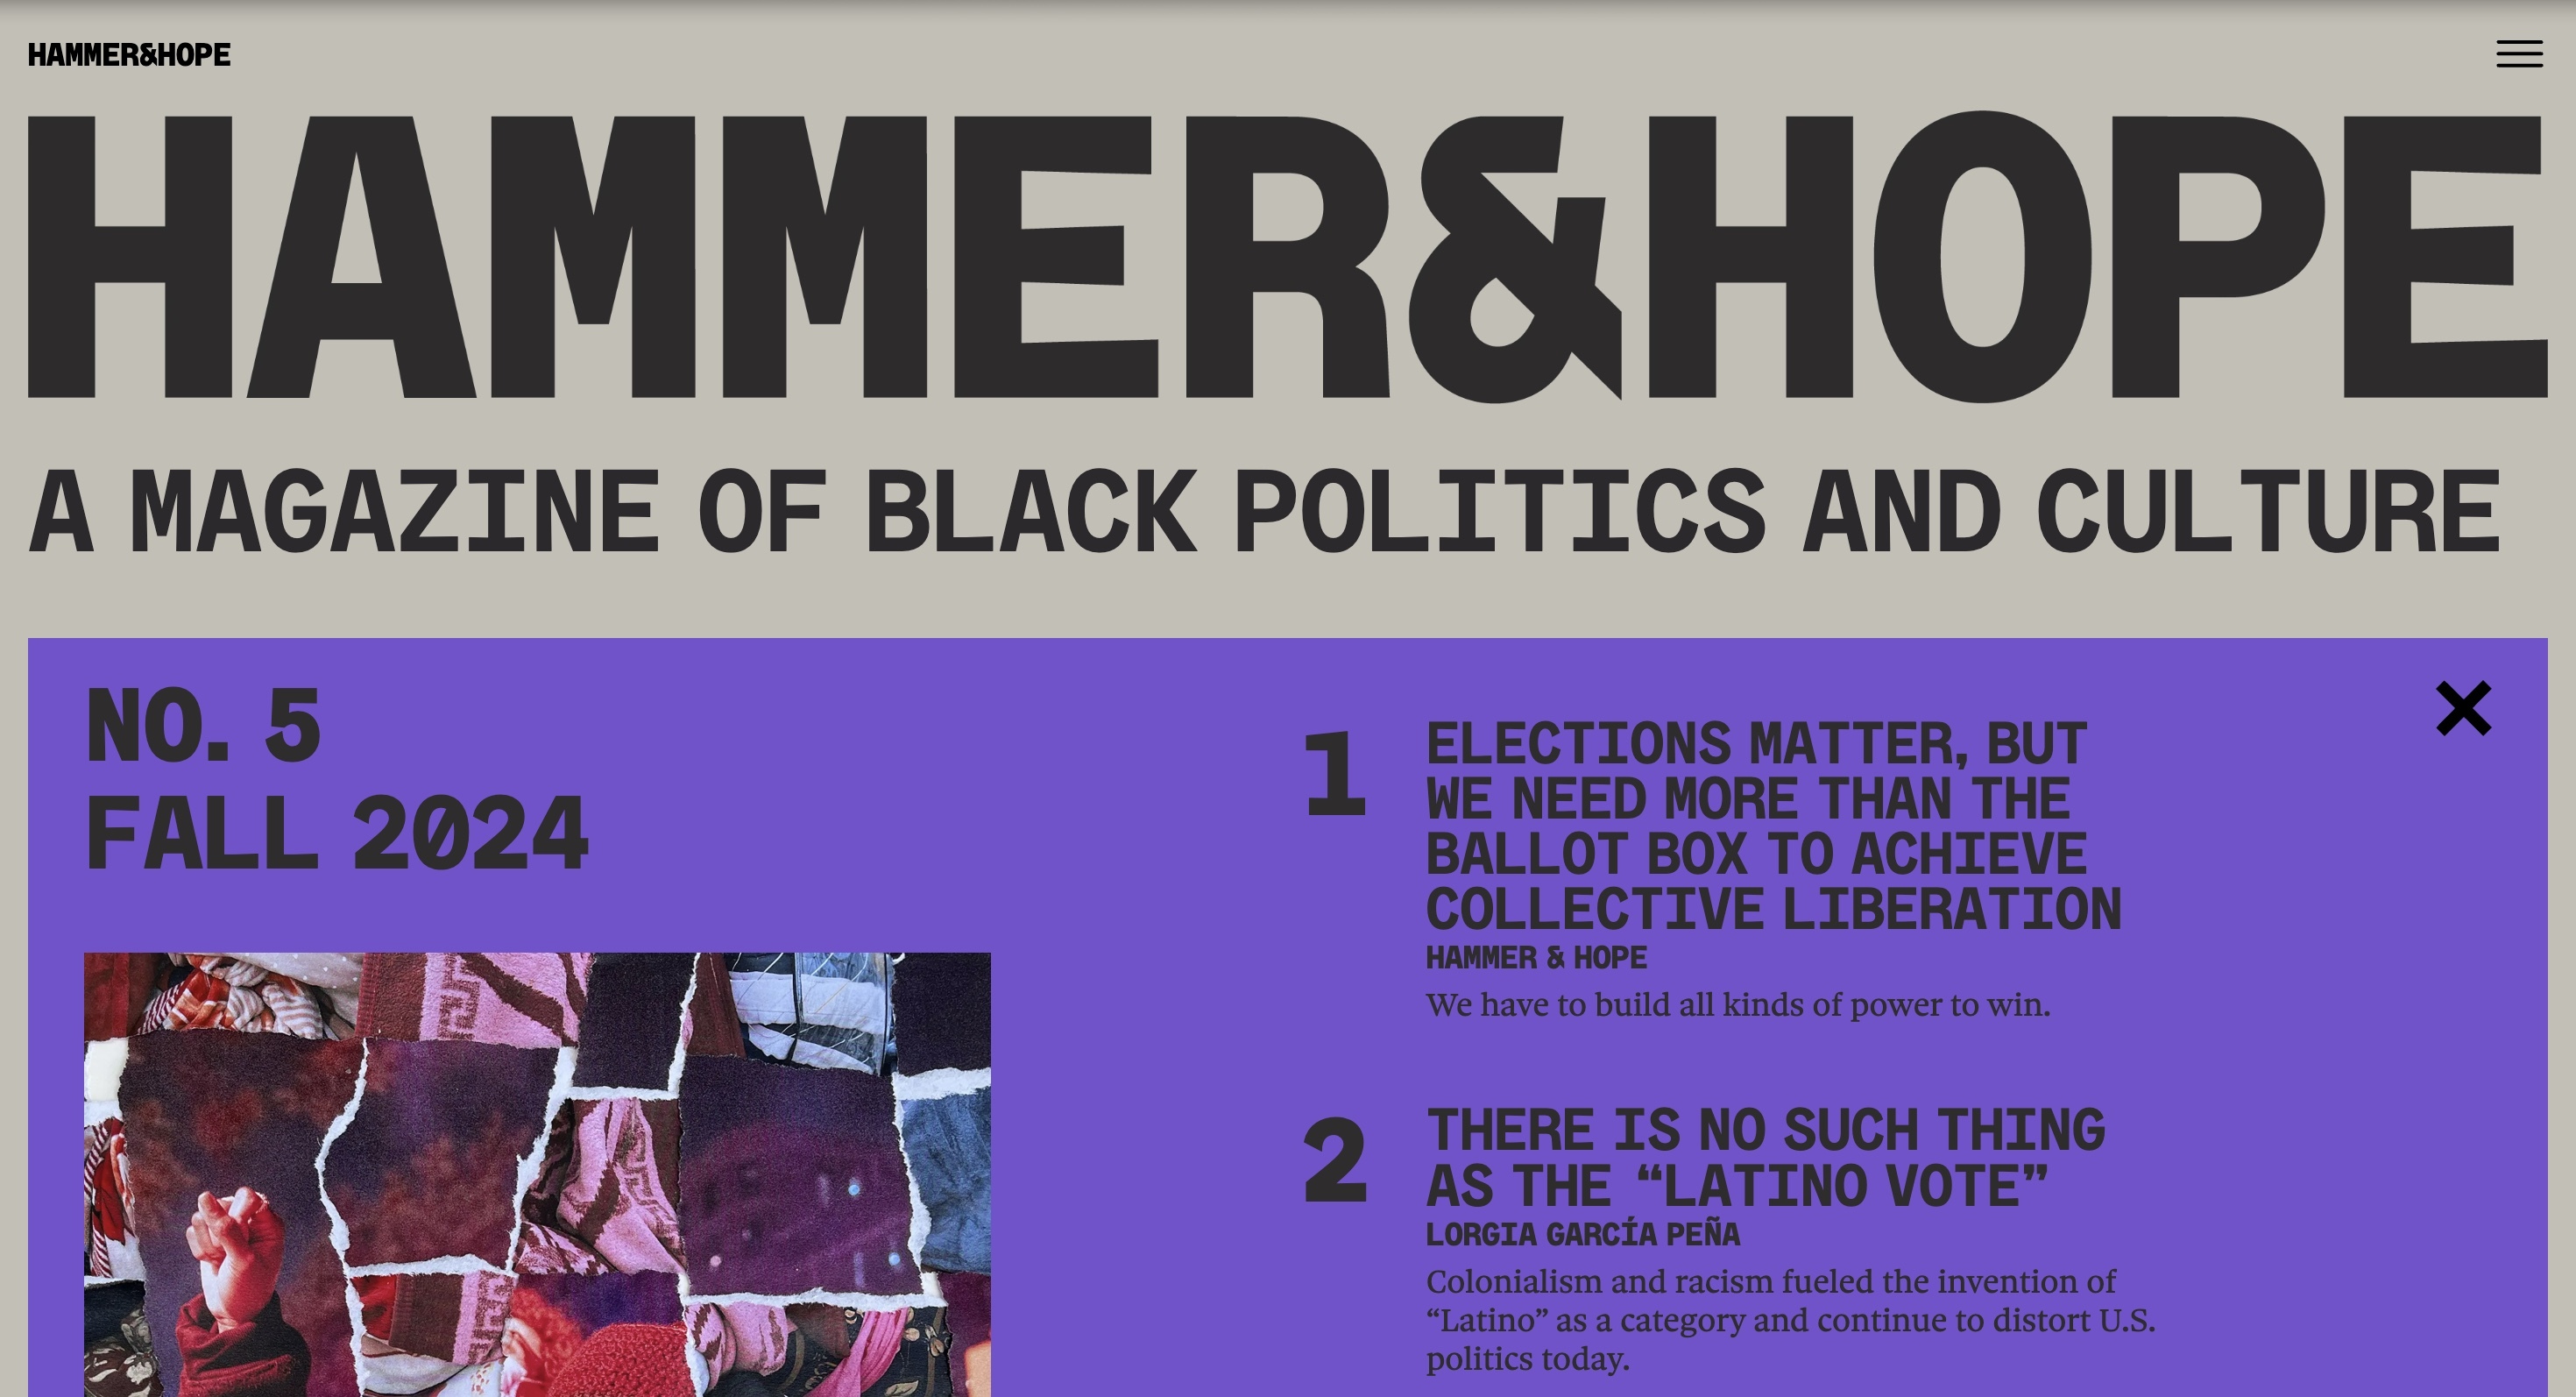 HAMMER&HOPE
HAMMER&HOPE
A MAGAZINE OF BLACK POLITICS AND CULTURE
NO. 5
FALL 2024
1
ELECTIONS MATTER, BUT
WE NEED MORE THAN THE
BALLOT BOX TO ACHIEVE
COLLECTIVE LIBERATION
HAMMER & HOPE
We have to build all kinds of power to win.
2
THERE IS NO SUCH THING
AS THE “LATINO VOTE”
LORGIA GARCÍA PEÑA
Colonialism and racism fueled the invention of
“Latino” as a category and continue to distort U.S.
politics today.